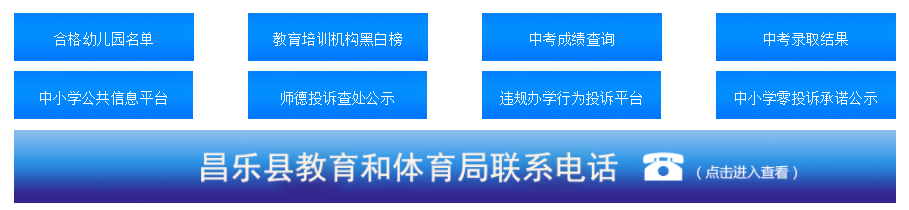 合格幼儿园名单
教育培训机构黑白榜
中考成绩查询
中考录取结果
中小学公共信息平台
师德投诉查处公示
违规办学行为投诉平台
中小学零投诉承诺公示
昌乐县教育和体育局联系电话 （点击进入查看）